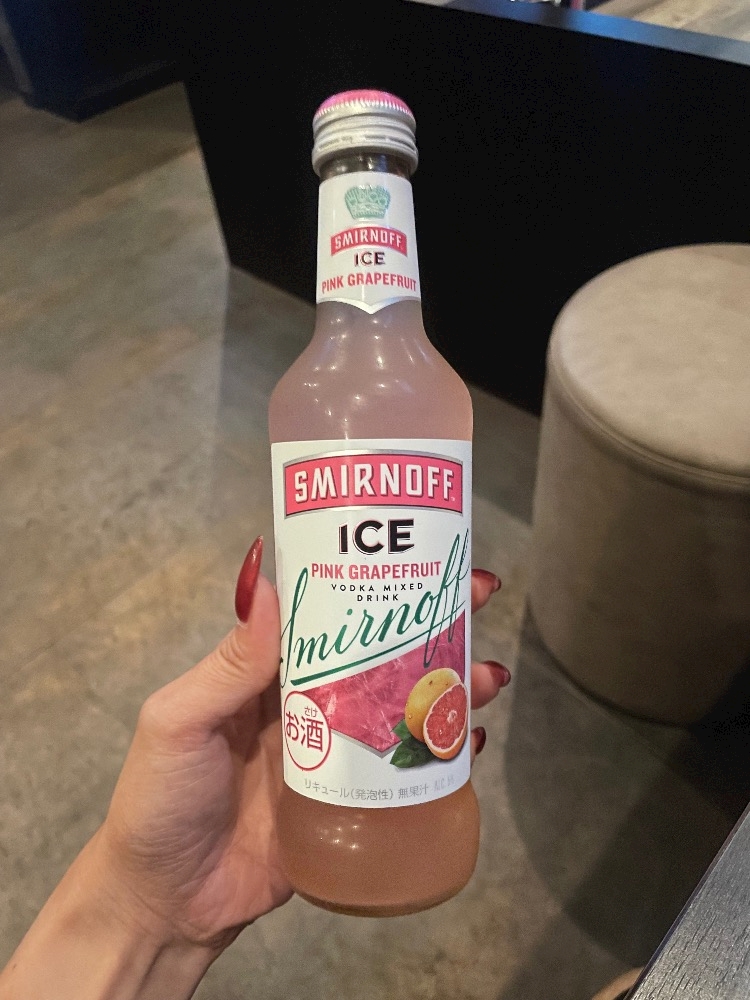 SMIRNOFF
ICE
PINK GRAPEFRUIT
SMIRNOFF
ICE
PINK GRAPEFRUIT
VODKA MIXED
DRINK
Smirnoff
さけ
お酒
リキュール(発泡性) 無果汁